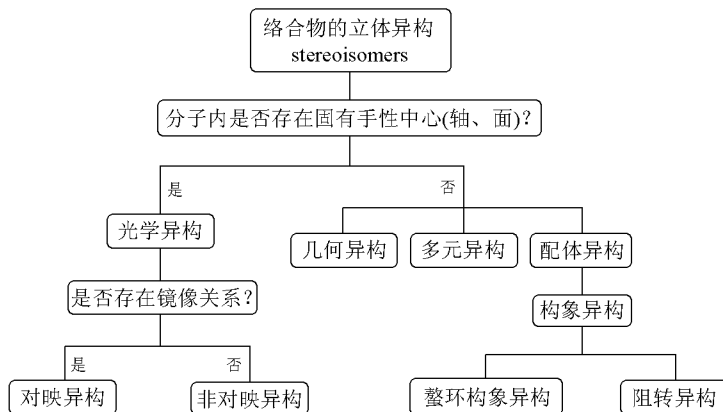 络合物的立体异构
stereoisomers
分子内是否存在固有手性中心(轴、面)?
是
否
光学异构
几何异构
多元异构
配体异构
是否存在镜像关系?
构象异构
是
否
对映异构
非对映异构
螯环构象异构
阻转异构